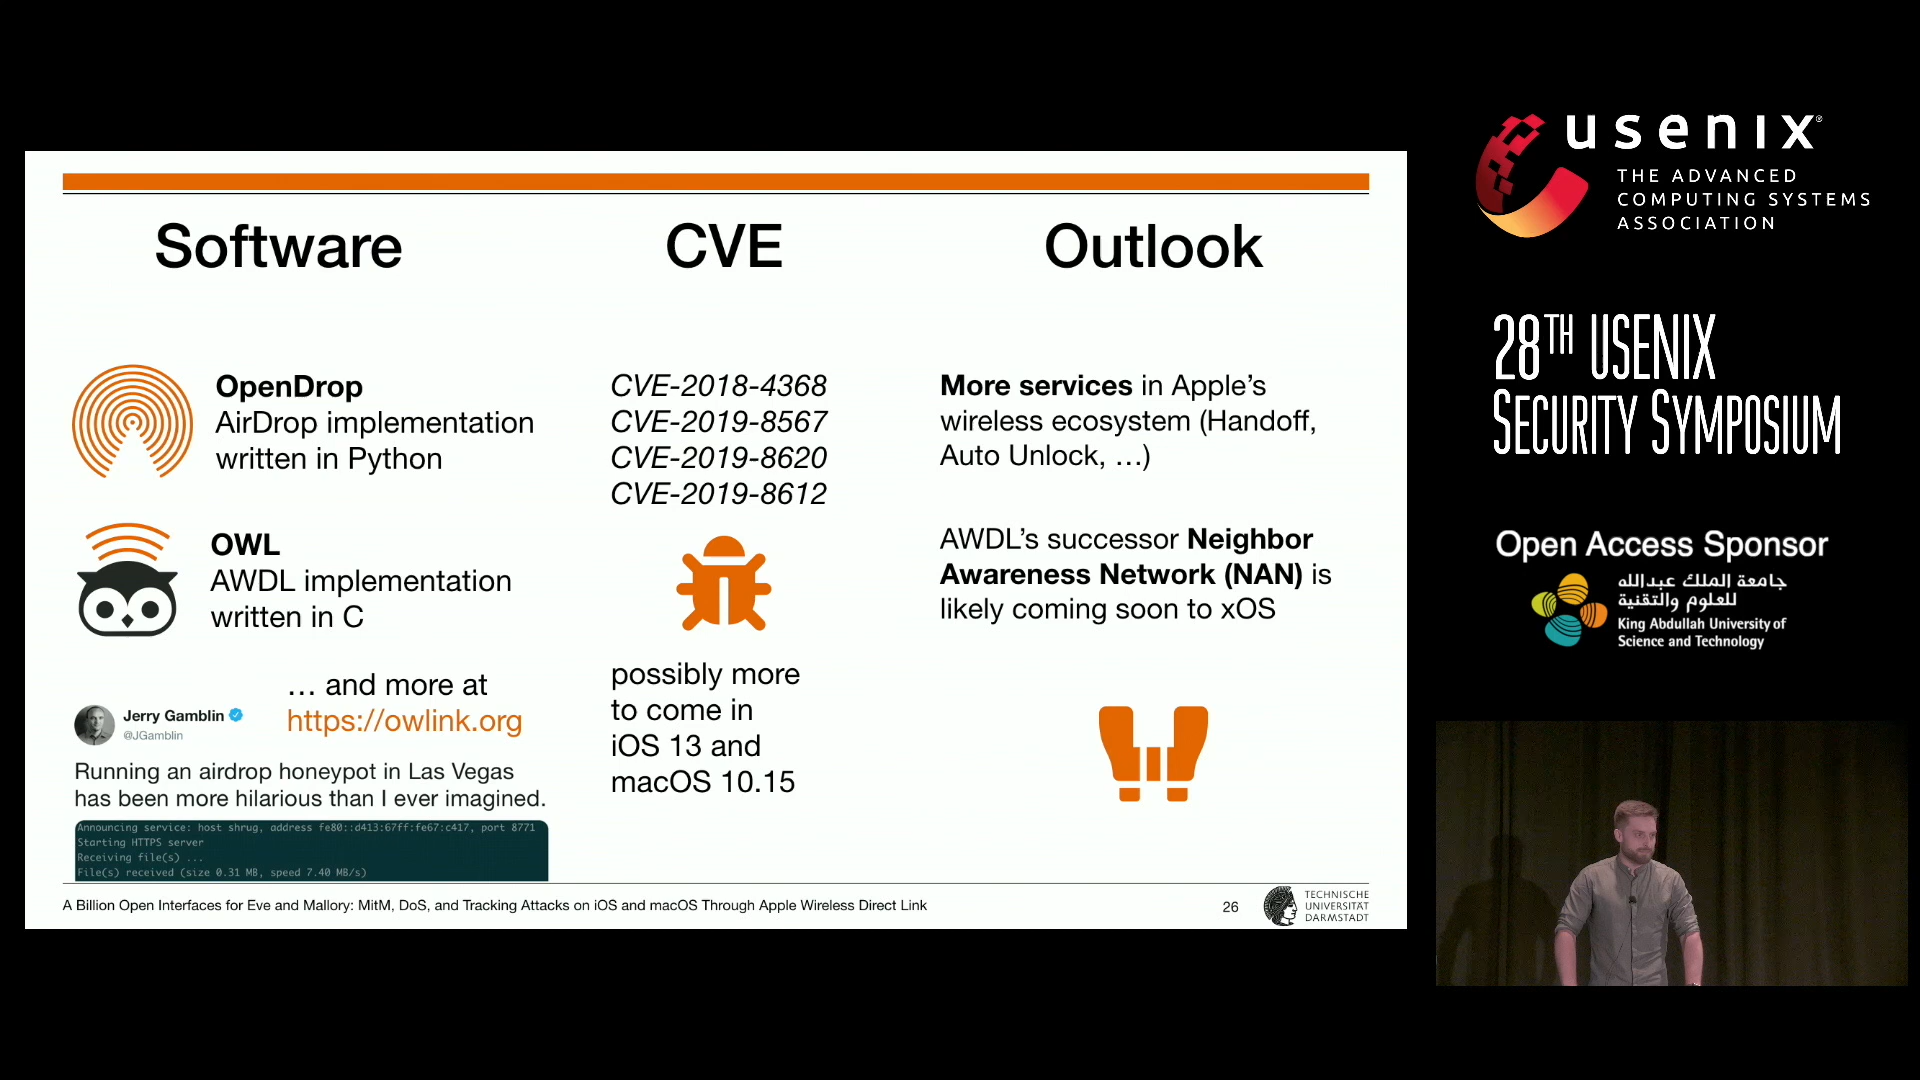 Software
CVE
Outlook
OpenDrop
AirDrop implementation
written in Python
OWL
AWDL implementation
written in C
… and more at
https://owlink.org
Jerry Gamblin
@JGamblin
Running an airdrop honeypot in Las Vegas
has been more hilarious than I ever imagined.
Announcing service: host shrug, address fe80::d413:67ff:fe67:c417, port 8771
Starting HTTPS server
Receiving file(s) ...
File(s) received (size 0.31 MB, speed 7.40 MB/s)
CVE-2018-4368
CVE-2019-8567
CVE-2019-8620
CVE-2019-8612
possibly more
to come in
iOS 13 and
macOS 10.15
More services in Apple's
wireless ecosystem (Handoff,
Auto Unlock, …)
AWDL's successor Neighbor
Awareness Network (NAN) is
likely coming soon to xOS
A Billion Open Interfaces for Eve and Mallory: MitM, DoS, and Tracking Attacks on iOS and macOS Through Apple Wireless Direct Link
26
TECHNISCHE
UNIVERSITÄT
DARMSTADT
usenix®
THE ADVANCED
COMPUTING SYSTEMS
ASSOCIATION
28TH USENIX
SECURITY SYMPOSIUM
Open Access Sponsor
جامعة الملك عبدالله
للعلوم والتقنية
King Abdullah University of
Science and Technology